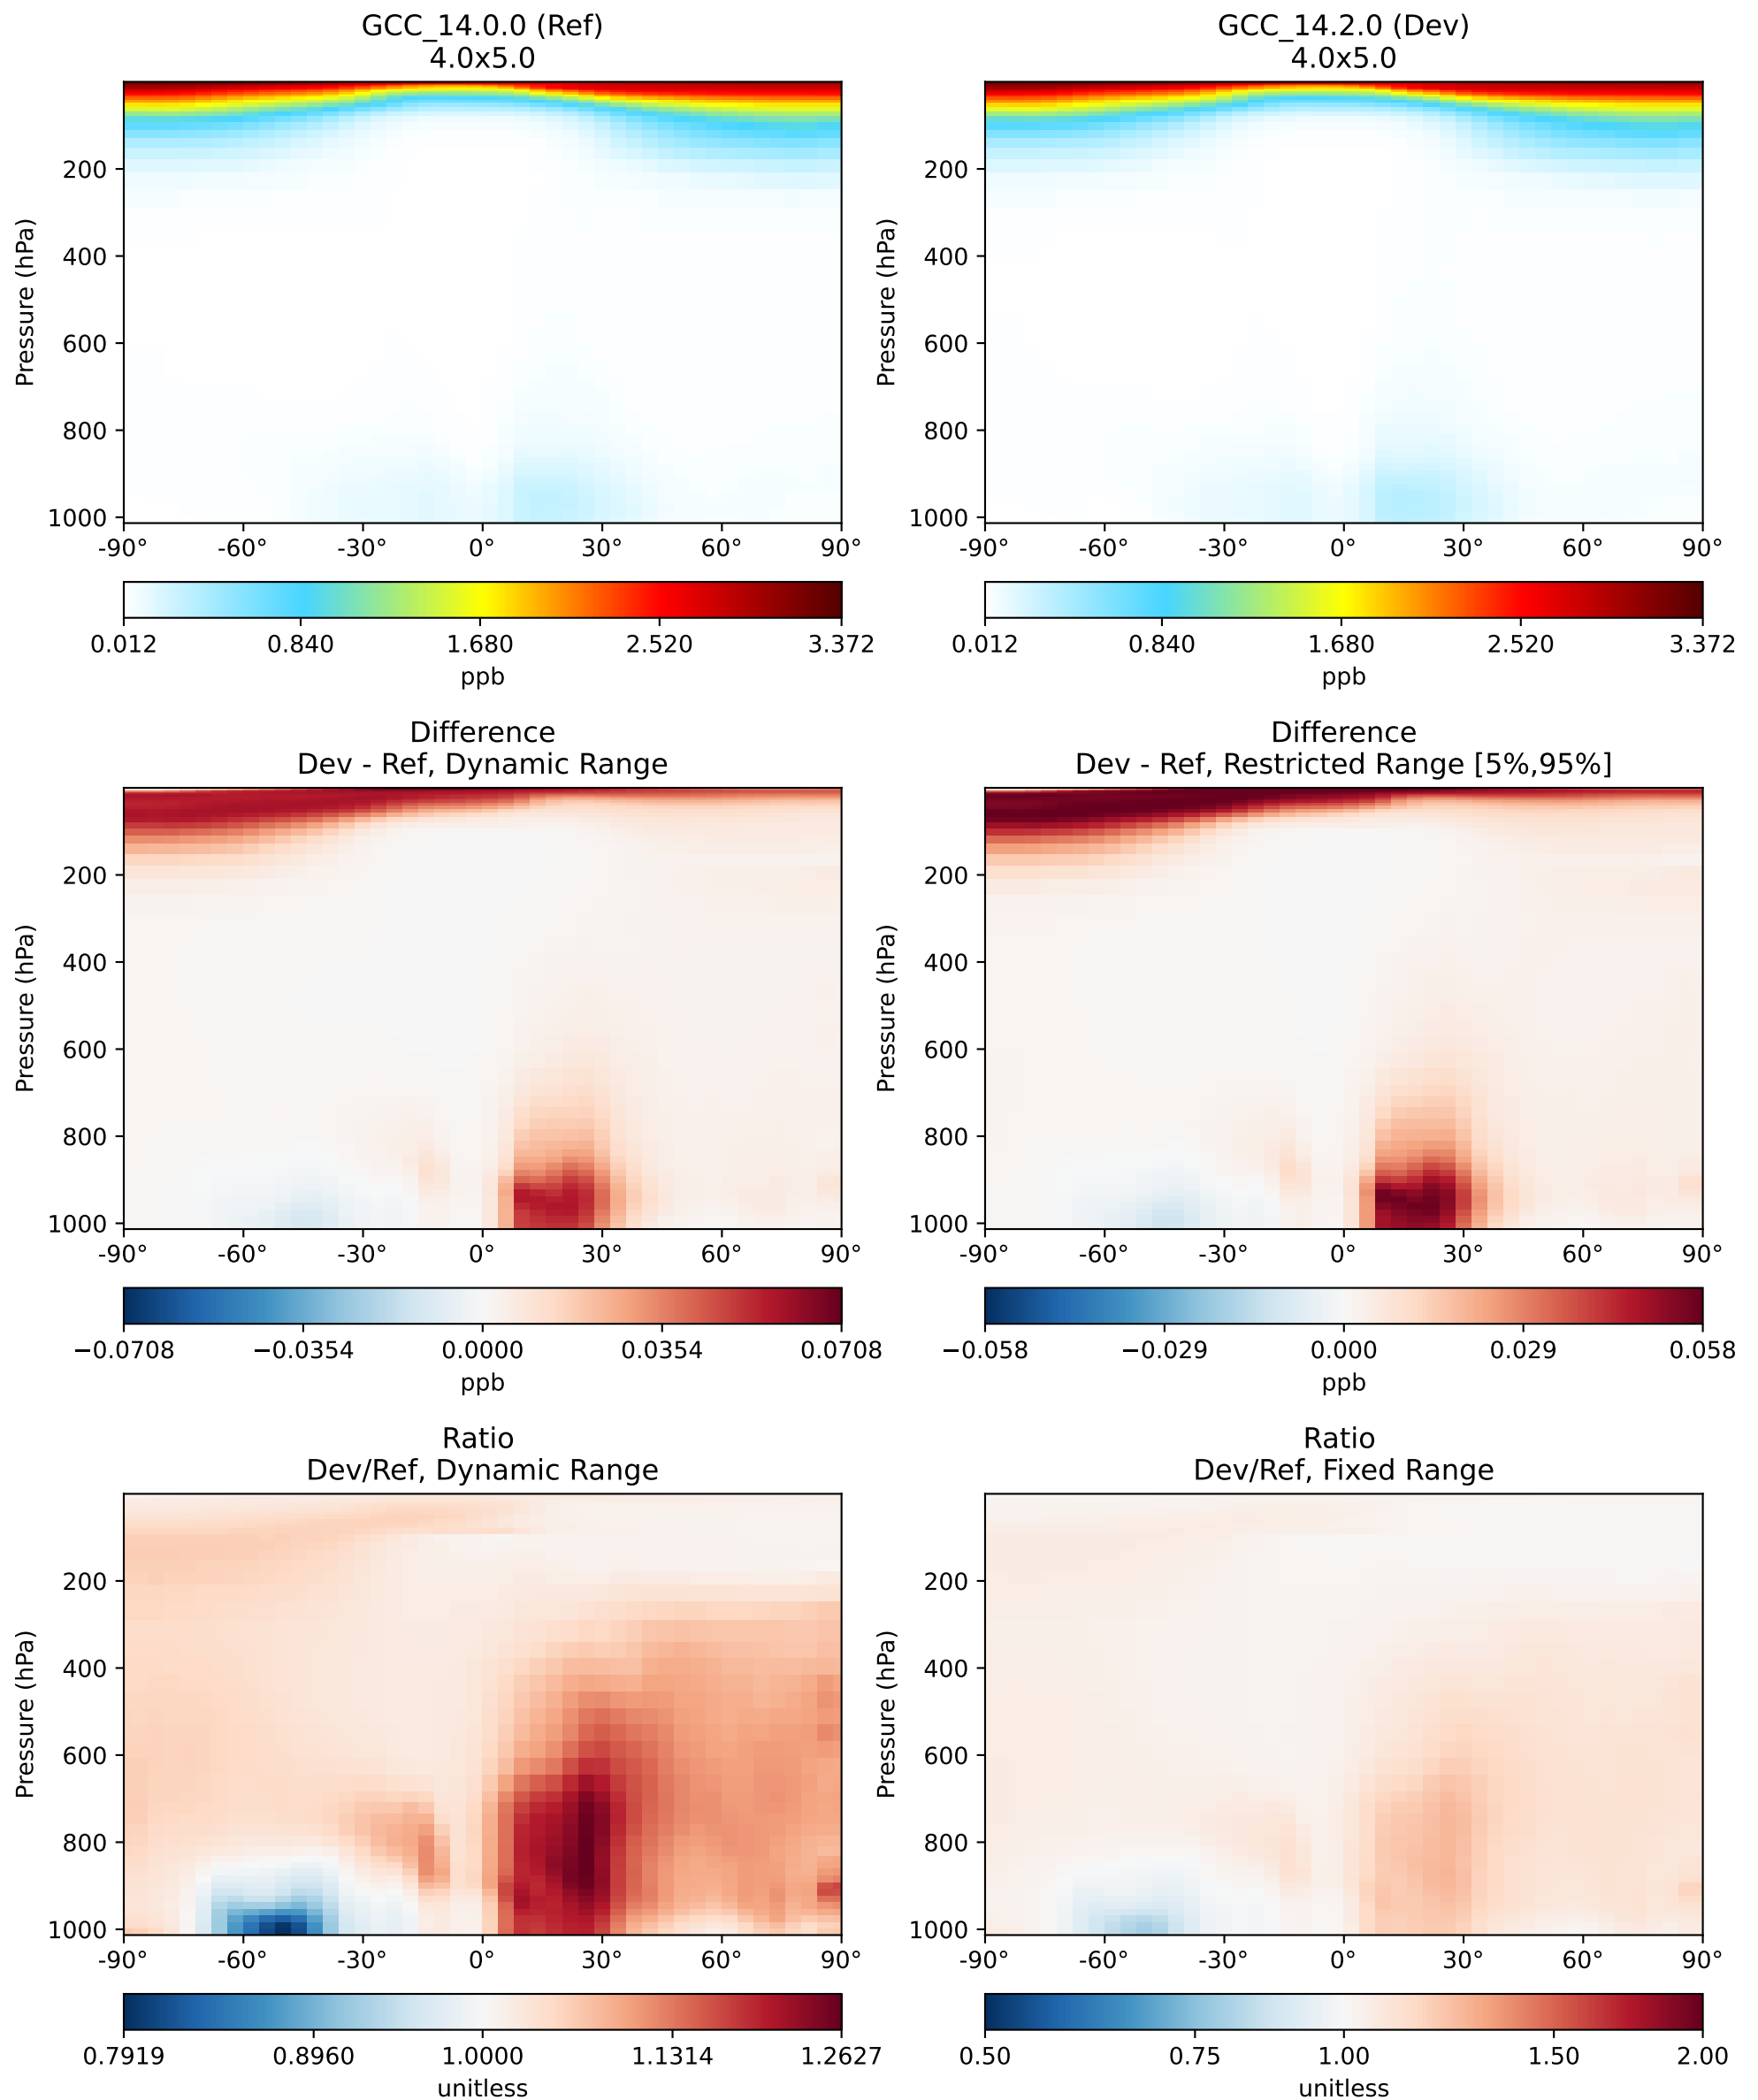 GCC_14.0.0 (Ref)
4.0x5.0
Pressure (hPa)
200
400
600
800
1000
-90° -60° -30° 0° 30° 60° 90°
0.012 0.840 1.680 2.520 3.372
ppb
GCC_14.2.0 (Dev)
4.0x5.0
Pressure (hPa)
200
400
600
800
1000
-90° -60° -30° 0° 30° 60° 90°
0.012 0.840 1.680 2.520 3.372
ppb
Difference
Dev - Ref, Dynamic Range
Pressure (hPa)
200
400
600
800
1000
-90° -60° -30° 0° 30° 60° 90°
−0.0708 −0.0354 0.0000 0.0354 0.0708
ppb
Difference
Dev - Ref, Restricted Range [5%,95%]
Pressure (hPa)
200
400
600
800
1000
-90° -60° -30° 0° 30° 60° 90°
−0.058 −0.029 0.000 0.029 0.058
ppb
Ratio
Dev/Ref, Dynamic Range
Pressure (hPa)
200
400
600
800
1000
-90° -60° -30° 0° 30° 60° 90°
0.7919 0.8960 1.0000 1.1314 1.2627
unitless
Ratio
Dev/Ref, Fixed Range
Pressure (hPa)
200
400
600
800
1000
-90° -60° -30° 0° 30° 60° 90°
0.50 0.75 1.00 1.50 2.00
unitless